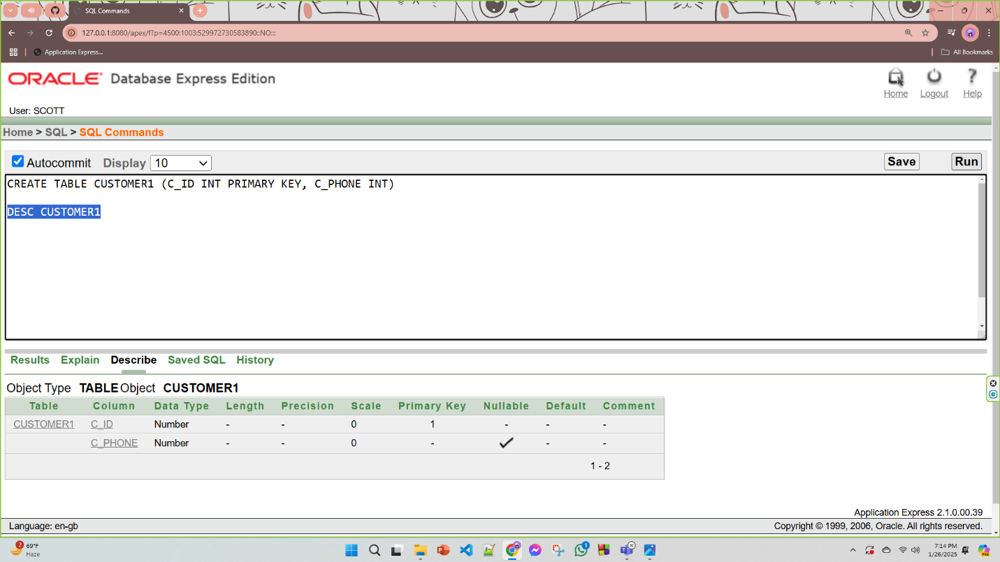 SQL Commands
127.0.0.1:8080/apex/f?p=4500:1003:529972730583890::NO:::
Application Express...
All Bookmarks
ORACLE Database Express Edition
Home Logout Help
User: SCOTT
Home > SQL > SQL Commands
Autocommit Display 10 Save Run
CREATE TABLE CUSTOMER1 (C_ID INT PRIMARY KEY, C_PHONE INT)
DESC CUSTOMER1
Results Explain Describe Saved SQL History
Object Type TABLE Object CUSTOMER1
Table Column Data Type Length Precision Scale Primary Key Nullable Default Comment
CUSTOMER1 C_ID Number - - 0 1 - - -
C_PHONE Number - - 0 - - -
1 - 2
Application Express 2.1.0.00.39
Language: en-gb Copyright © 1999, 2006, Oracle. All rights reserved.
2 69°F
Haze
1
7:14 PM
1/26/2025
PRE